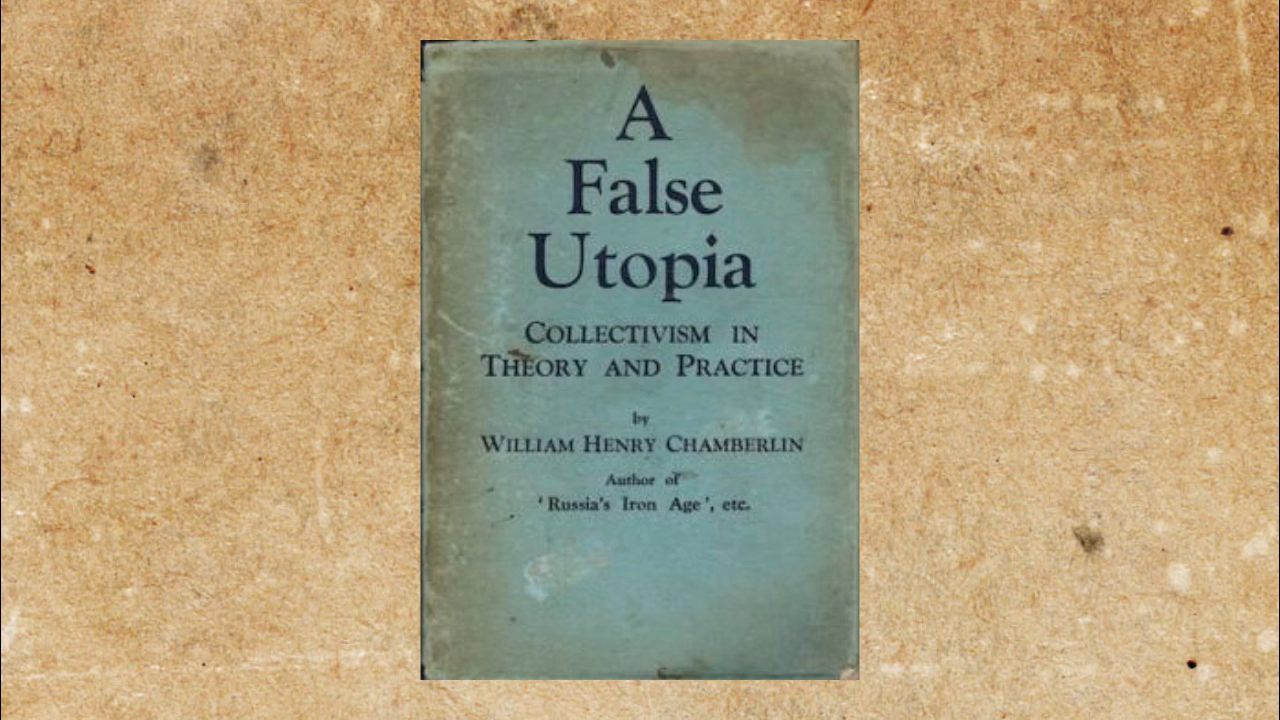 A
False
Utopia
COLLECTIVISM IN
THEORY AND PRACTICE
by
WILLIAM HENRY CHAMBERLIN
Author of
'Russia's Iron Age', etc.